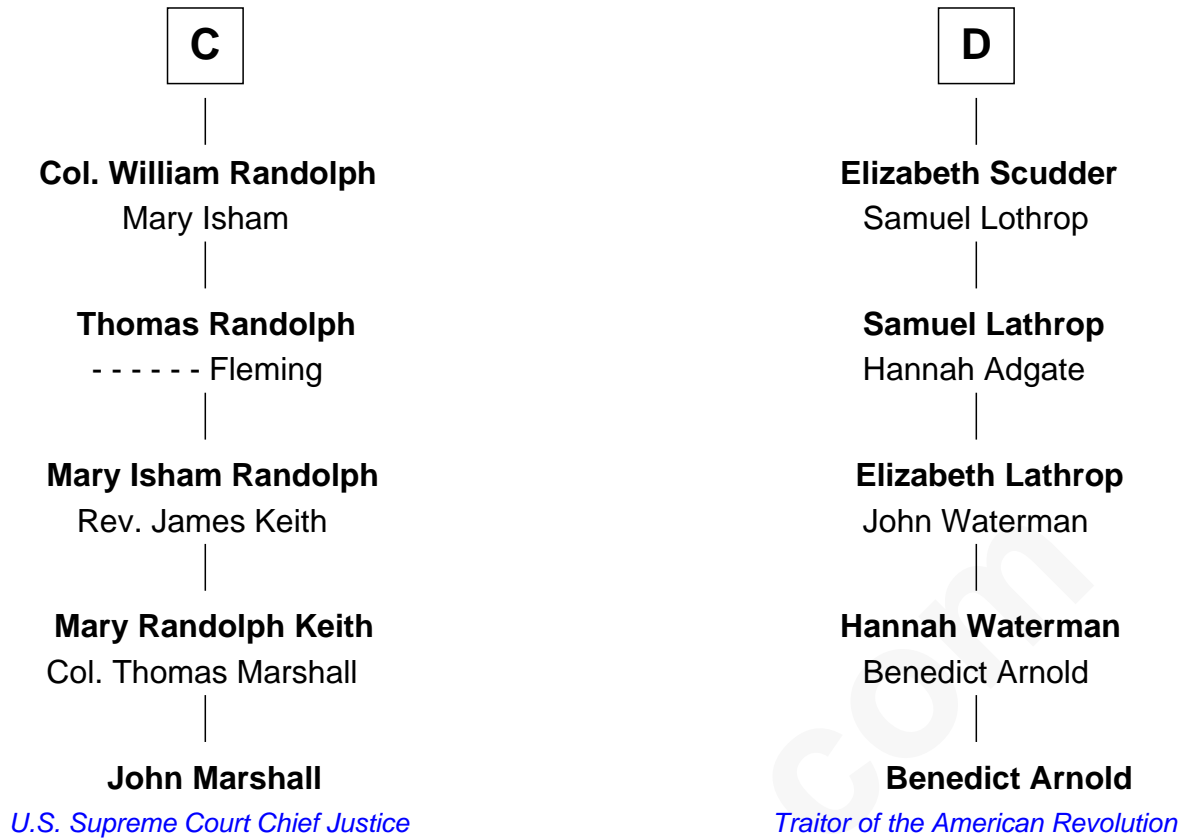 C
Col. William Randolph
Mary Isham
Thomas Randolph
- - - - - - Fleming
Mary Isham Randolph
Rev. James Keith
Mary Randolph Keith
Col. Thomas Marshall
John Marshall
U.S. Supreme Court Chief Justice
D
Elizabeth Scudder
Samuel Lothrop
Samuel Lathrop
Hannah Adgate
Elizabeth Lathrop
John Waterman
Hannah Waterman
Benedict Arnold
Benedict Arnold
Traitor of the American Revolution
com